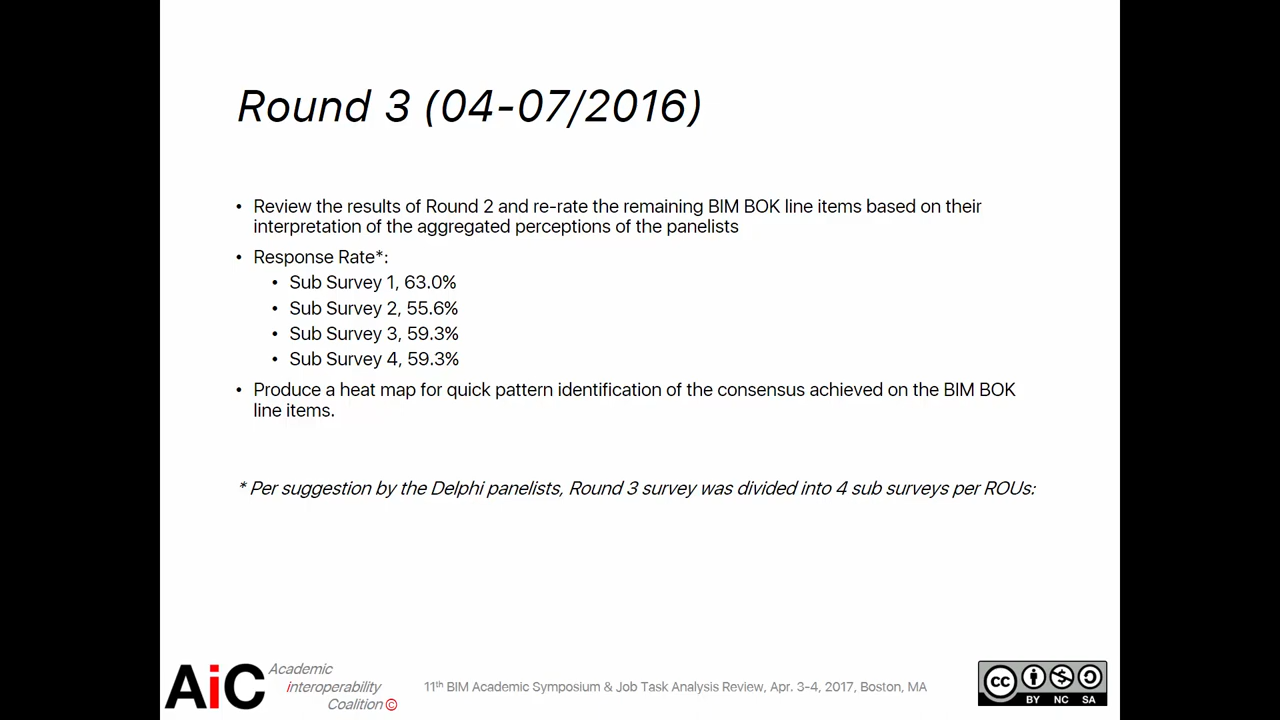 Round 3 (04-07/2016)
• Review the results of Round 2 and re-rate the remaining BIM BOK line items based on their
interpretation of the aggregated perceptions of the panelists
• Response Rate*:
• Sub Survey 1, 63.0%
• Sub Survey 2, 55.6%
• Sub Survey 3, 59.3%
• Sub Survey 4, 59.3%
• Produce a heat map for quick pattern identification of the consensus achieved on the BIM BOK
line items.
* Per suggestion by the Delphi panelists, Round 3 survey was divided into 4 sub surveys per ROUs:
AiC
Academic
interoperability
Coalition ©
11th BIM Academic Symposium & Job Task Analysis Review, Apr. 3-4, 2017, Boston, MA
cc
BY NC SA